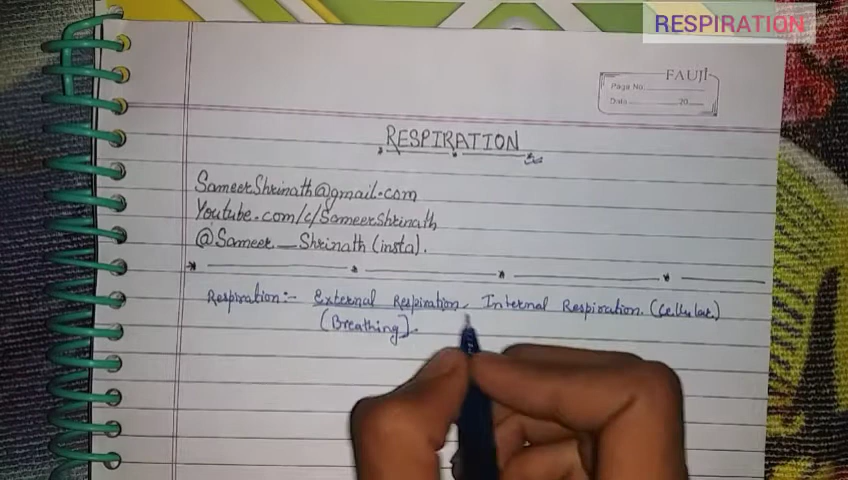 RESPIRATION
FAUJI
Page No.
Date 20
RESPIRATION
SameerShrinath@gmail.com
Youtube.com/c/SameerShrinath
@Sameer_Shrinath (insta).
Respiration:- External Respiration, Internal Respiration. (Cellular)
(Breathing).